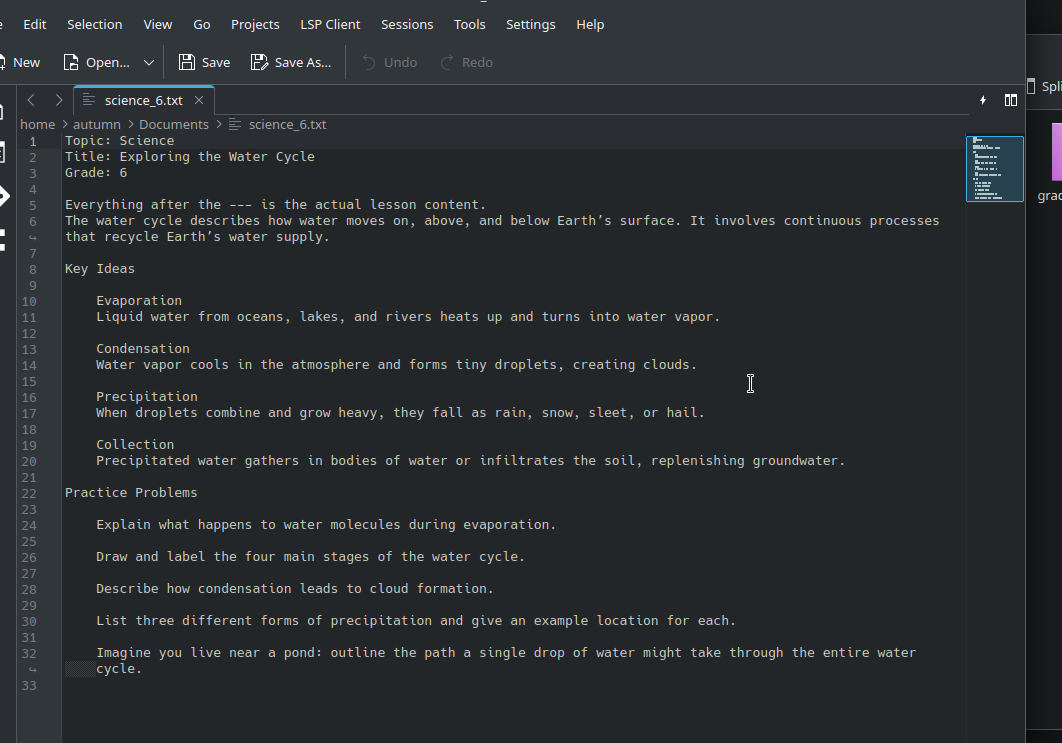 Edit Selection View Go Projects LSP Client Sessions Tools Settings Help
New Open... Save Save As... Undo Redo
science_6.txt
home > autumn > Documents > science_6.txt
1 Topic: Science
2 Title: Exploring the Water Cycle
3 Grade: 6
4
5 Everything after the --- is the actual lesson content.
6 The water cycle describes how water moves on, above, and below Earth’s surface. It involves continuous processes
that recycle Earth’s water supply.
7
8 Key Ideas
9
10 Evaporation
11 Liquid water from oceans, lakes, and rivers heats up and turns into water vapor.
12
13 Condensation
14 Water vapor cools in the atmosphere and forms tiny droplets, creating clouds.
15
16 Precipitation
17 When droplets combine and grow heavy, they fall as rain, snow, sleet, or hail.
18
19 Collection
20 Precipitated water gathers in bodies of water or infiltrates the soil, replenishing groundwater.
21
22 Practice Problems
23
24 Explain what happens to water molecules during evaporation.
25
26 Draw and label the four main stages of the water cycle.
27
28 Describe how condensation leads to cloud formation.
29
30 List three different forms of precipitation and give an example location for each.
31
32 Imagine you live near a pond: outline the path a single drop of water might take through the entire water
cycle.
33
Spli
grad